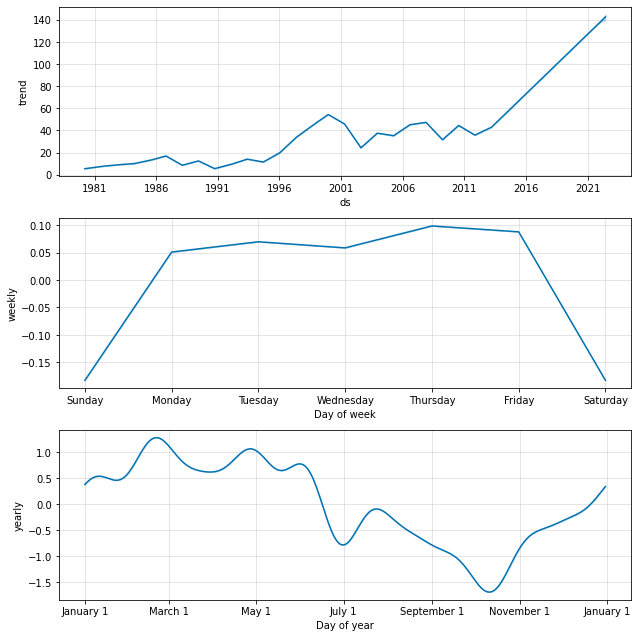 140
120
100
80
60
40
20
0
trend
1981 1986 1991 1996 2001 2006 2011 2016 2021
ds
0.10
0.05
0.00
−0.05
−0.10
−0.15
weekly
Sunday Monday Tuesday Wednesday Thursday Friday Saturday
Day of week
1.0
0.5
0.0
−0.5
−1.0
−1.5
yearly
January 1 March 1 May 1 July 1 September 1 November 1 January 1
Day of year